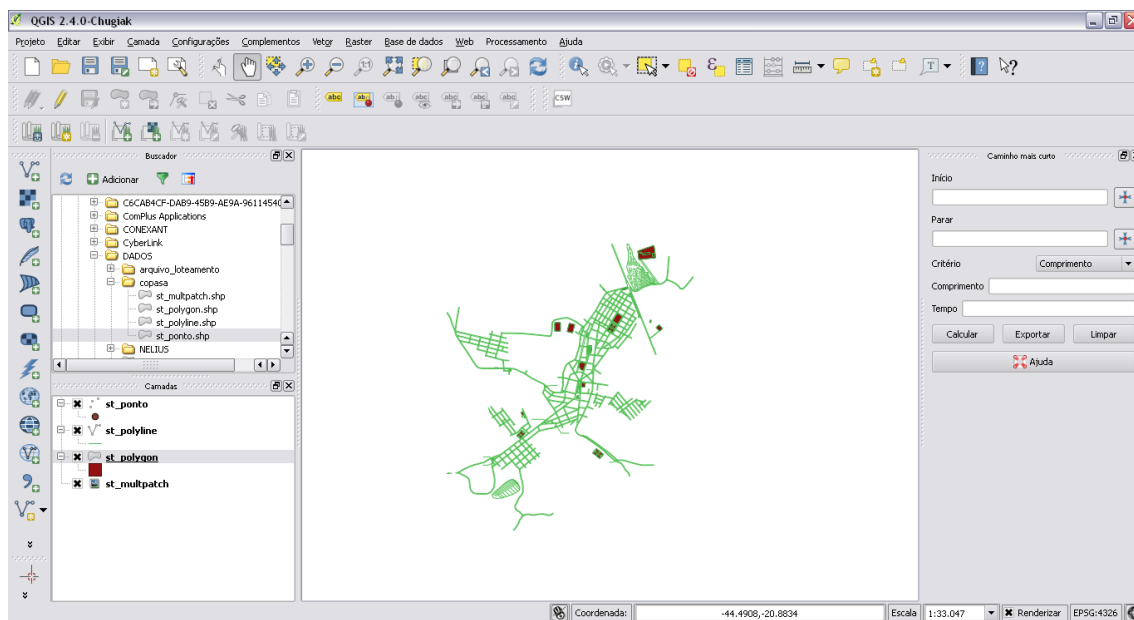 QGIS 2.4.0-Chugiak
Projeto Editar Exibir Camada Configurações Complementos Vetor Raster Base de dados Web Processamento Ajuda
CSW
Buscador
Adicionar
C6CAB4CF-DAB9-45B9-AE9A-96114540
ComPlus Applications
CONEXANT
CyberLink
DADOS
arquivo_loteamento
copasa
st_multpatch.shp
st_polygon.shp
st_polyline.shp
st_ponto.shp
NELIUS
Camadas
st_ponto
st_polyline
st_polygon
st_multpatch
Caminho mais curto
Início
Parar
Critério Comprimento
Comprimento
Tempo
Calcular Exportar Limpar
Ajuda
Coordenada: -44.4908,-20.8834 Escala 1:33.047 Renderizar EPSG:4326